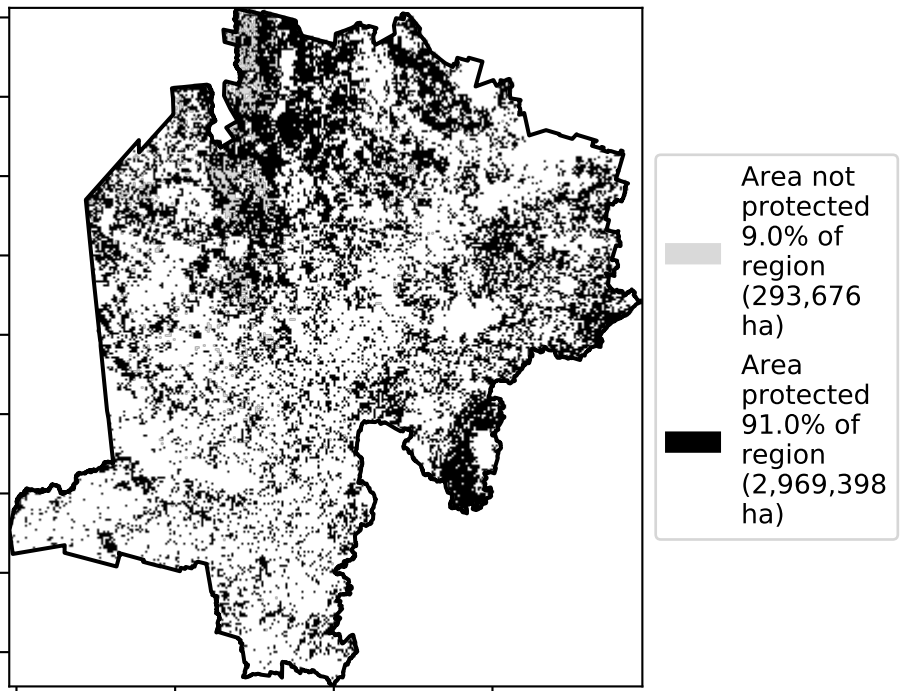 Area not
protected
9.0% of
region
(293,676
ha)
Area
protected
91.0% of
region
(2,969,398
ha)